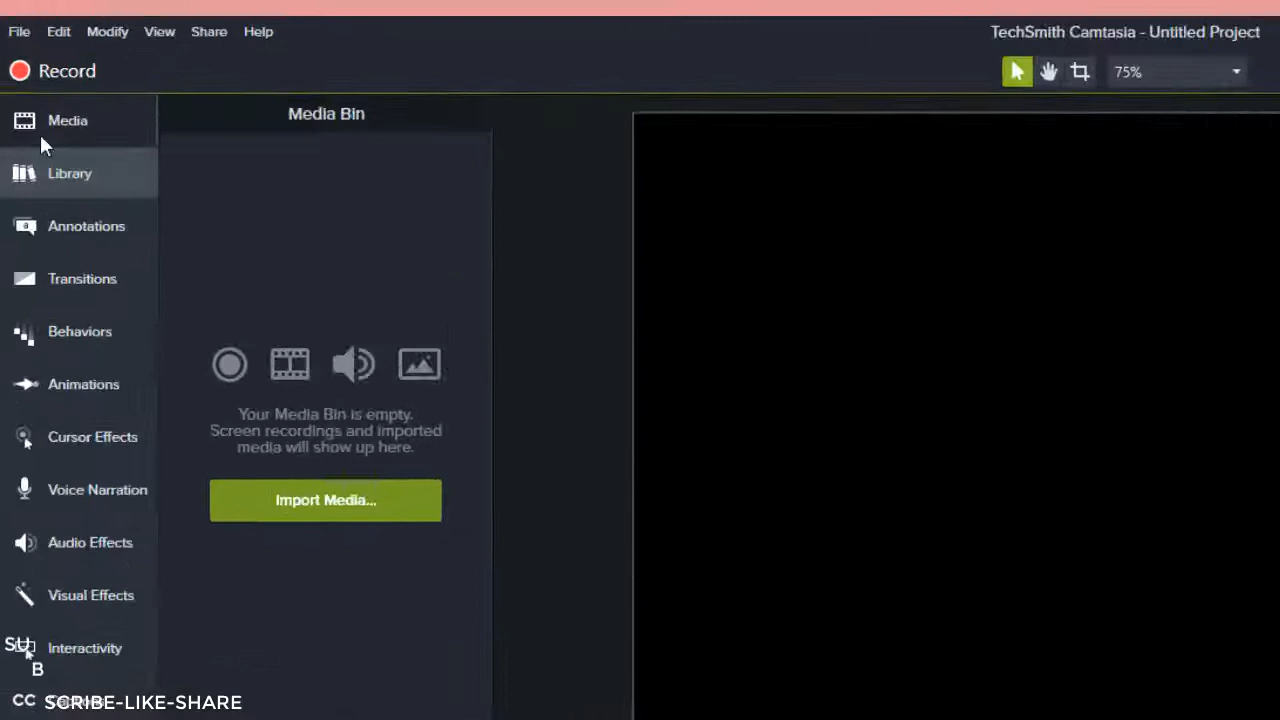 File Edit Modify View Share Help
TechSmith Camtasia - Untitled Project
Record
75%
Media
Media Bin
Library
Annotations
Transitions
Behaviors
Animations
Your Media Bin is empty.
Screen recordings and imported
media will show up here.
Cursor Effects
Voice Narration
Import Media...
Audio Effects
Visual Effects
Interactivity
SU
B
CC
SCRIBE-LIKE-SHARE